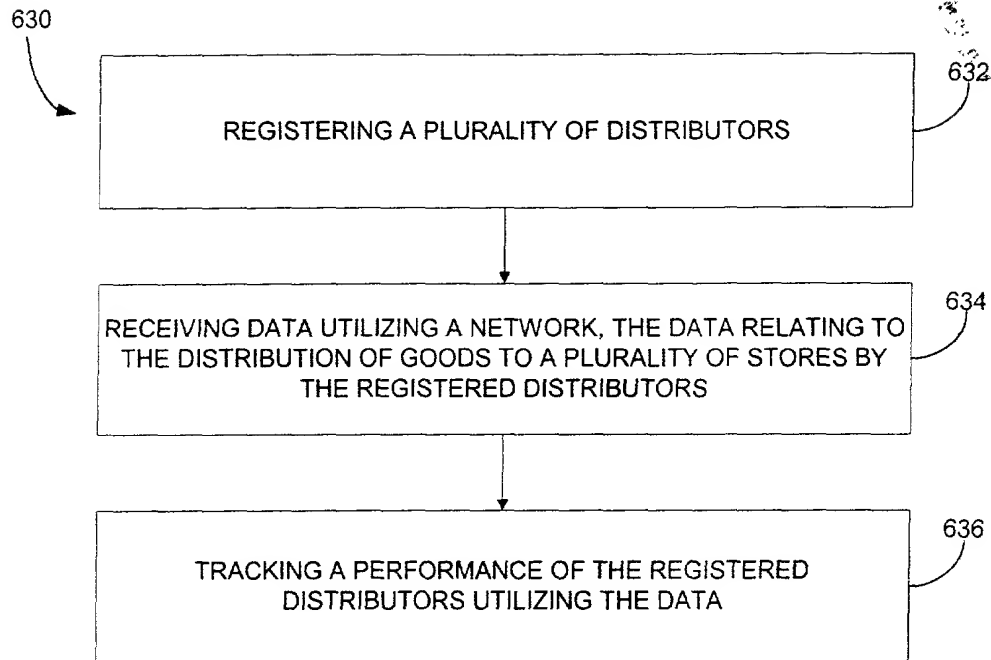 630
632
REGISTERING A PLURALITY OF DISTRIBUTORS
634
RECEIVING DATA UTILIZING A NETWORK, THE DATA RELATING TO
THE DISTRIBUTION OF GOODS TO A PLURALITY OF STORES BY
THE REGISTERED DISTRIBUTORS
636
TRACKING A PERFORMANCE OF THE REGISTERED
DISTRIBUTORS UTILIZING THE DATA